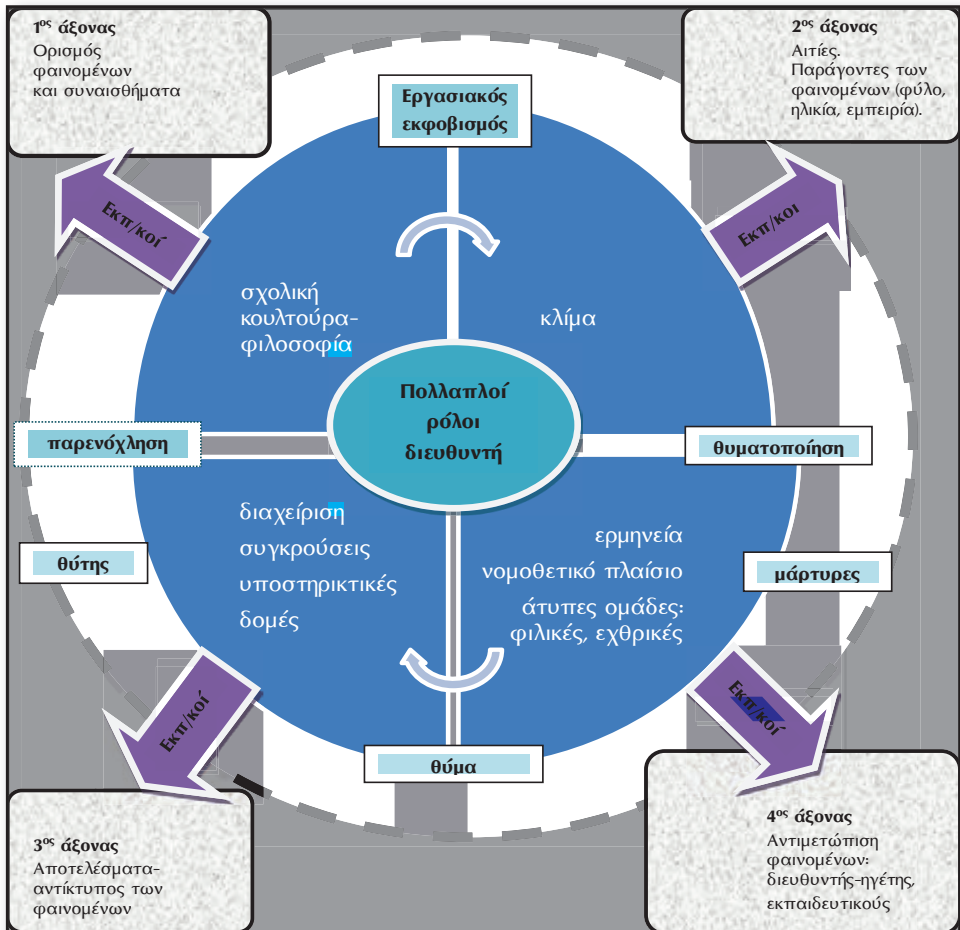 1ος άξονας
Ορισμός
φαινομένων
και συναισθήματα
2ος άξονας
Αιτίες.
Παράγοντες των
φαινομένων (φύλο,
ηλικία, εμπειρία).
Εργασιακός
εκφοβισμός
Εκπ/κοί
Εκπ/κοι
σχολική
κουλτούρα-
φιλοσοφία
κλίμα
Πολλαπλοί
ρόλοι
διευθυντή
παρενόχληση
θυματοποίηση
διαχείριση
συγκρούσεις
υποστηρικτικές
δομές
ερμηνεία
νομοθετικό πλαίσιο
άτυπες ομάδες:
φιλικές, εχθρικές
θύτης
μάρτυρες
Εκπ/κοί
Εκπ/κοί
θύμα
3ος άξονας
Αποτελέσματα-
αντίκτυπος των
φαινομένων
4ος άξονας
Αντιμετώπιση
φαινομένων:
διευθυντής-ηγέτης,
εκπαιδευτικούς